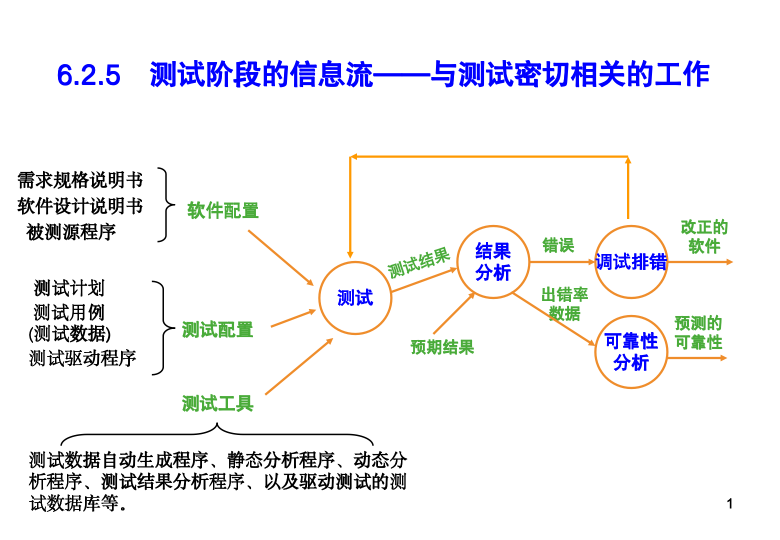 6.2.5 测试阶段的信息流——与测试密切相关的工作
需求规格说明书
软件设计说明书
被测源程序
软件配置
测试计划
测试用例
(测试数据)
测试驱动程序
测试配置
测试工具
测试数据自动生成程序、静态分析程序、动态分
析程序、测试结果分析程序、以及驱动测试的测
试数据库等.
测试
测试结果
预期结果
结果
分析
错误
出错率
数据
调试排错
改正的
软件
可靠性
分析
预测的
可靠性
1